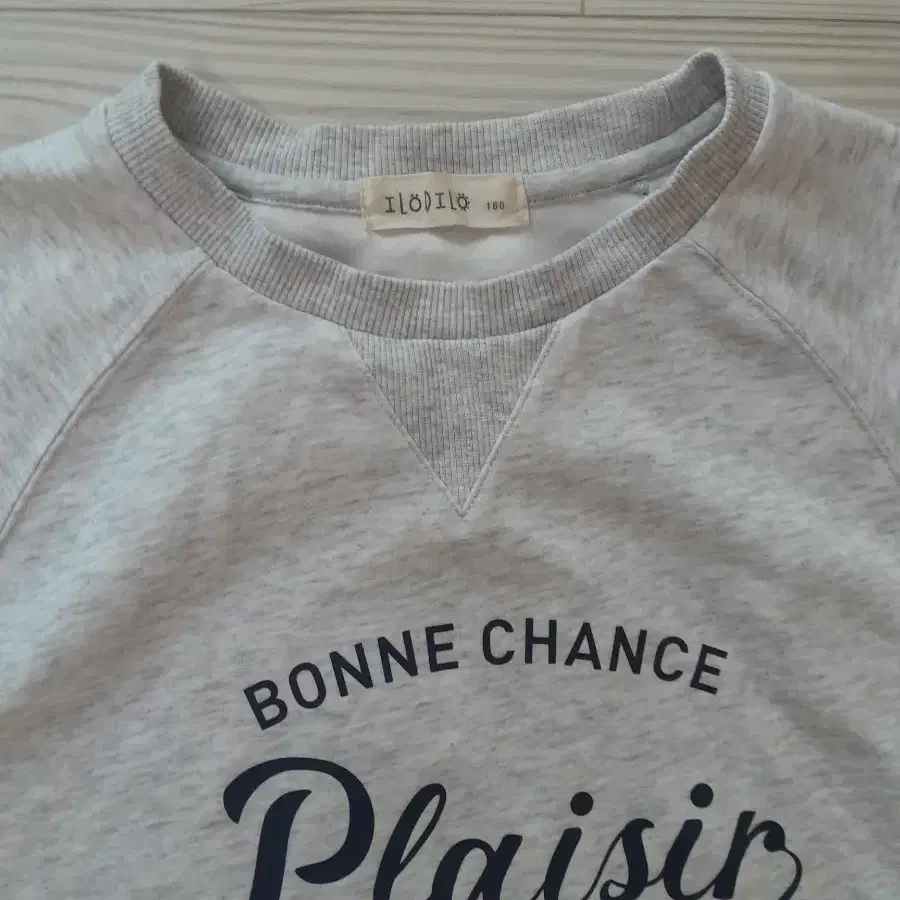 ILÖDILÖ 160
BONNE CHANCE
Plaisir